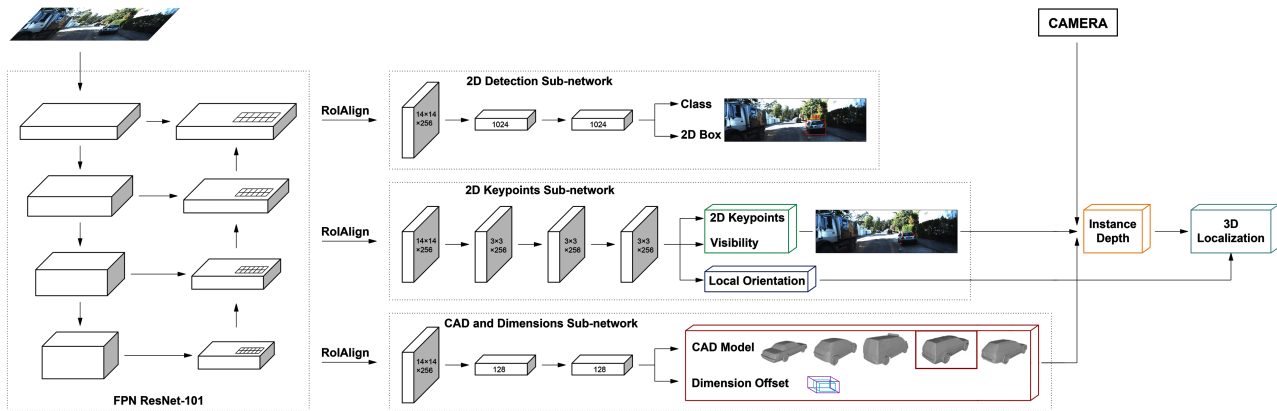 CAMERA
2D Detection Sub-network
RoIAlign
14×14
×256
1024
1024
Class
2D Box
2D Keypoints Sub-network
RoIAlign
14×14
×256
3×3
×256
3×3
×256
3×3
×256
2D Keypoints
Visibility
Local Orientation
Instance
Depth
3D
Localization
CAD and Dimensions Sub-network
RoIAlign
14×14
×256
128
128
CAD Model
Dimension Offset
FPN ResNet-101